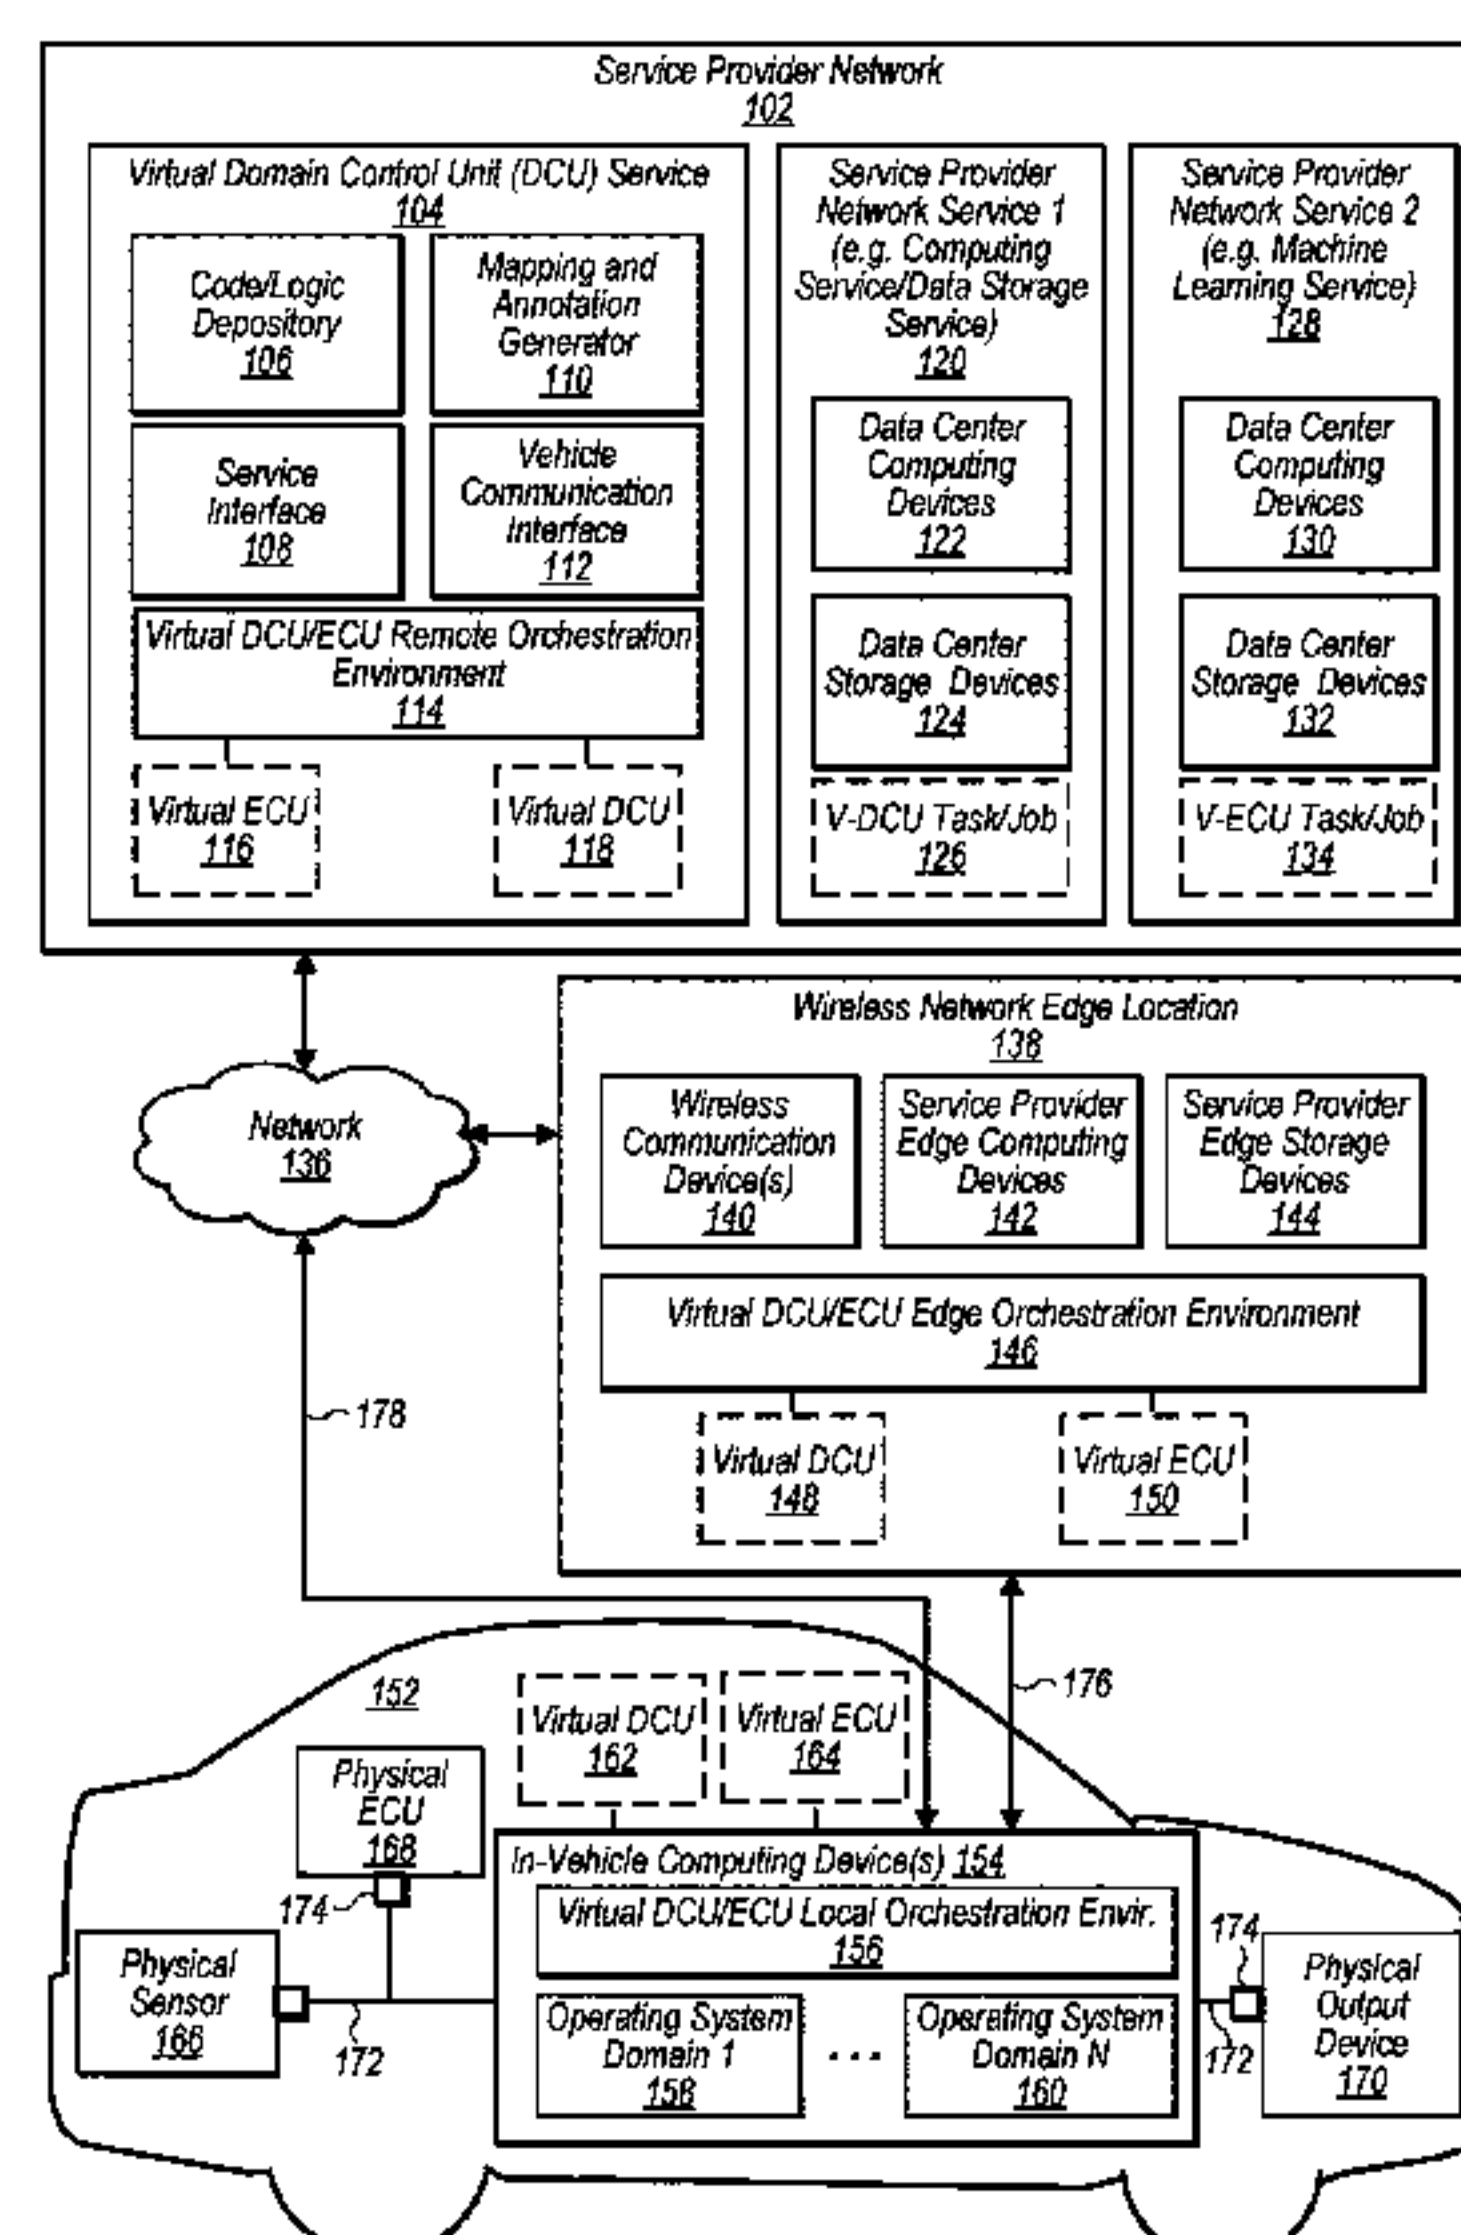 Service Provider Network
102
Virtual Domain Control Unit (DCU) Service
104
Code/Logic
Depository
106
Mapping and
Annotation
Generator
110
Service
Interface
108
Vehicle
Communication
Interface
112
Virtual DCU/ECU Remote Orchestration
Environment
114
Virtual ECU
116
Virtual DCU
118
Service Provider
Network Service 1
(e.g. Computing
Service/Data Storage
Service)
120
Data Center
Computing
Devices
122
Data Center
Storage Devices
124
V-DCU Task/Job
126
Service Provider
Network Service 2
(e.g. Machine
Learning Service)
128
Data Center
Computing
Devices
130
Data Center
Storage Devices
132
V-ECU Task/Job
134
Network
136
Wireless Network Edge Location
138
Wireless
Communication
Device(s)
140
Service Provider
Edge Computing
Devices
142
Service Provider
Edge Storage
Devices
144
Virtual DCU/ECU Edge Orchestration Environment
146
Virtual DCU
148
Virtual ECU
150
178
176
152
Virtual DCU
162
Virtual ECU
164
Physical
ECU
168
174
Physical
Sensor
166
172
In-Vehicle Computing Device(s) 154
Virtual DCU/ECU Local Orchestration Envir.
156
Operating System
Domain 1
158
...
Operating System
Domain N
160
174
172
Physical
Output
Device
170